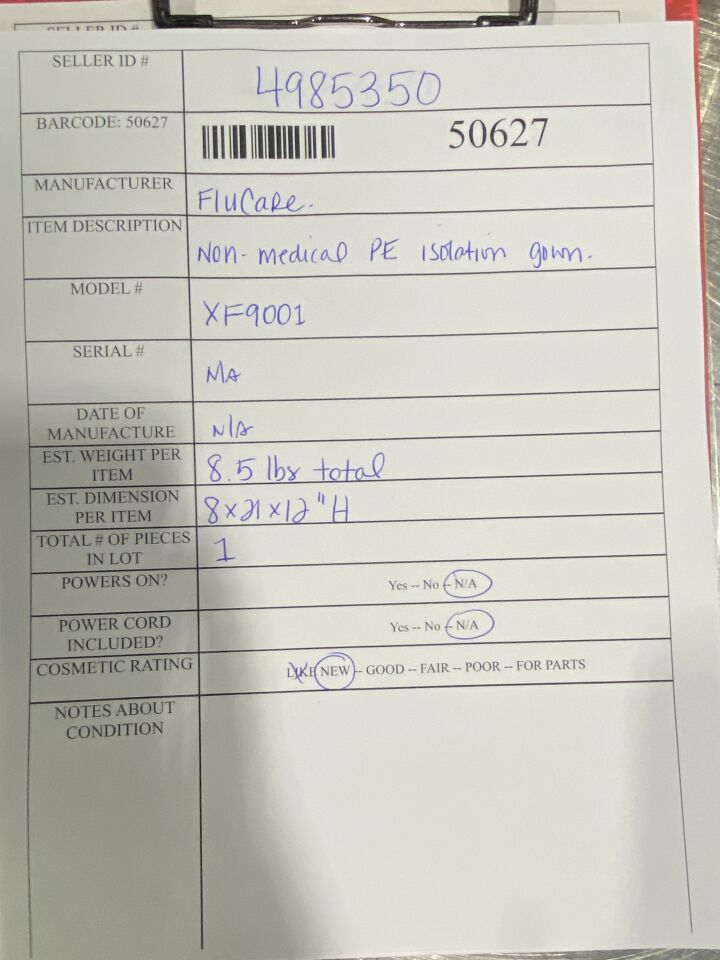 SELLER ID #
SELLER ID # 4985350
BARCODE: 50627 50627
MANUFACTURER FluCare.
ITEM DESCRIPTION Non-medical PE isolation gown.
MODEL # XF9001
SERIAL # NA
DATE OF
MANUFACTURE N/A
EST. WEIGHT PER
ITEM 8.5 lbs total
EST. DIMENSION
PER ITEM 8x21x12"H
TOTAL # OF PIECES
IN LOT 1
POWERS ON? Yes -- No -- N/A
POWER CORD
INCLUDED? Yes -- No -- N/A
COSMETIC RATING LIKE NEW -- GOOD -- FAIR -- POOR -- FOR PARTS
NOTES ABOUT
CONDITION